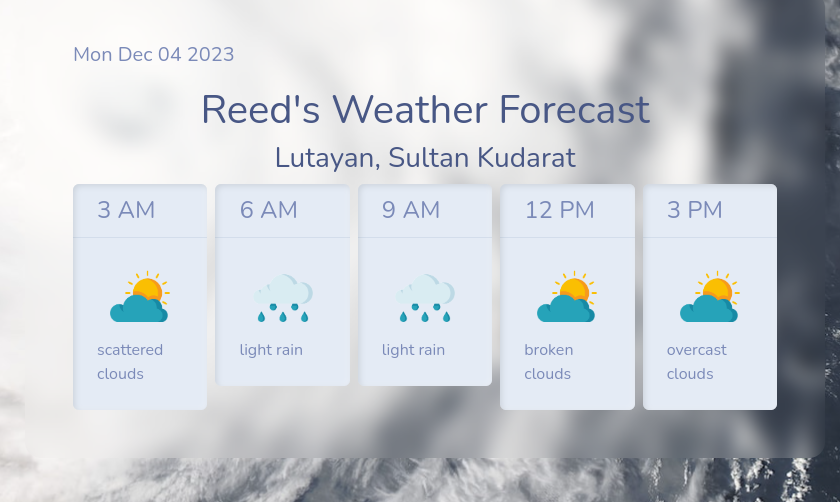 Mon Dec 04 2023
Reed's Weather Forecast
Lutayan, Sultan Kudarat
3 AM
scattered
clouds
6 AM
light rain
9 AM
light rain
12 PM
broken
clouds
3 PM
overcast
clouds